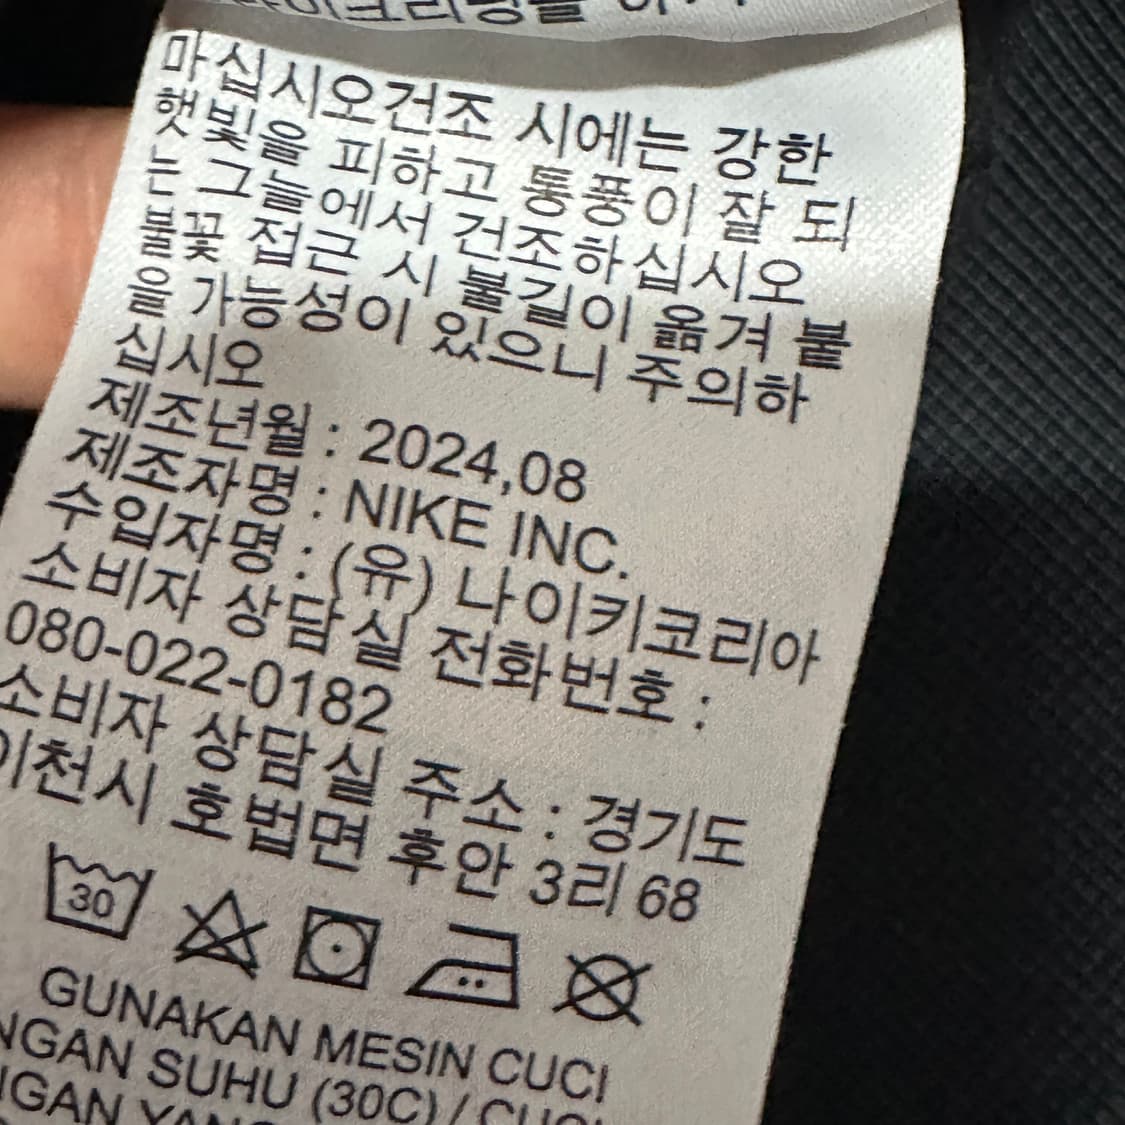 마십시오건조 시에는 강한
햇빛을 피하고 통풍이 잘 되
는 그늘에서 건조하십시오
불꽃 접근 시 불길이 옮겨 붙
을 가능성이 있으니 주의하
십시오
제조년월 : 2024,08
제조자명 : NIKE INC.
수입자명 : (유) 나이키코리아
소비자 상담실 전화번호 :
080-022-0182
소비자 상담실 주소 : 경기도
이천시 호법면 후안 3리 68
30
GUNAKAN MESIN CUCI
SUHU (30C) /